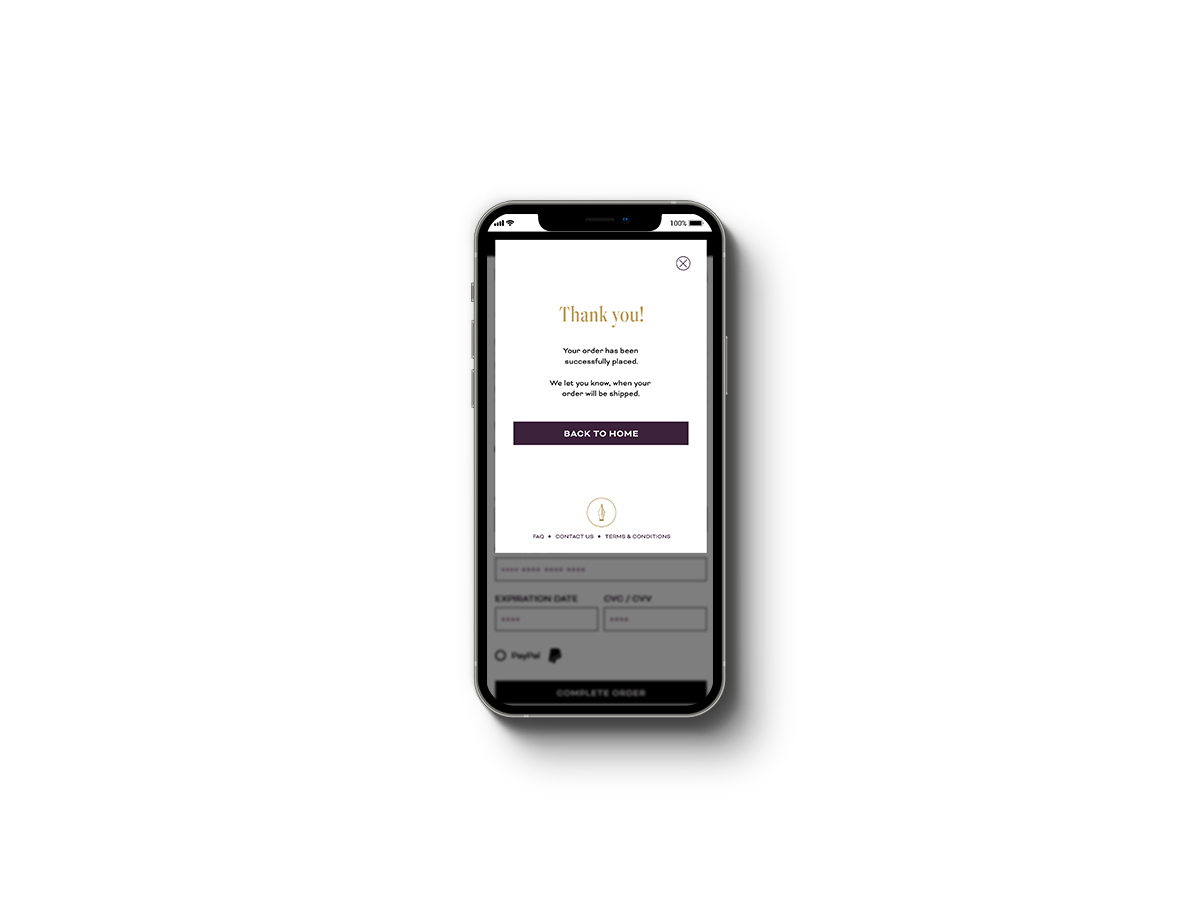 100%
Thank you!
Your order has been
successfully placed.
We let you know, when your
order will be shipped.
BACK TO HOME
FAQ • CONTACT US • TERMS & CONDITIONS
**** **** **** ****
EXPIRATION DATE CVC / CVV
**** ****
PayPal
COMPLETE ORDER